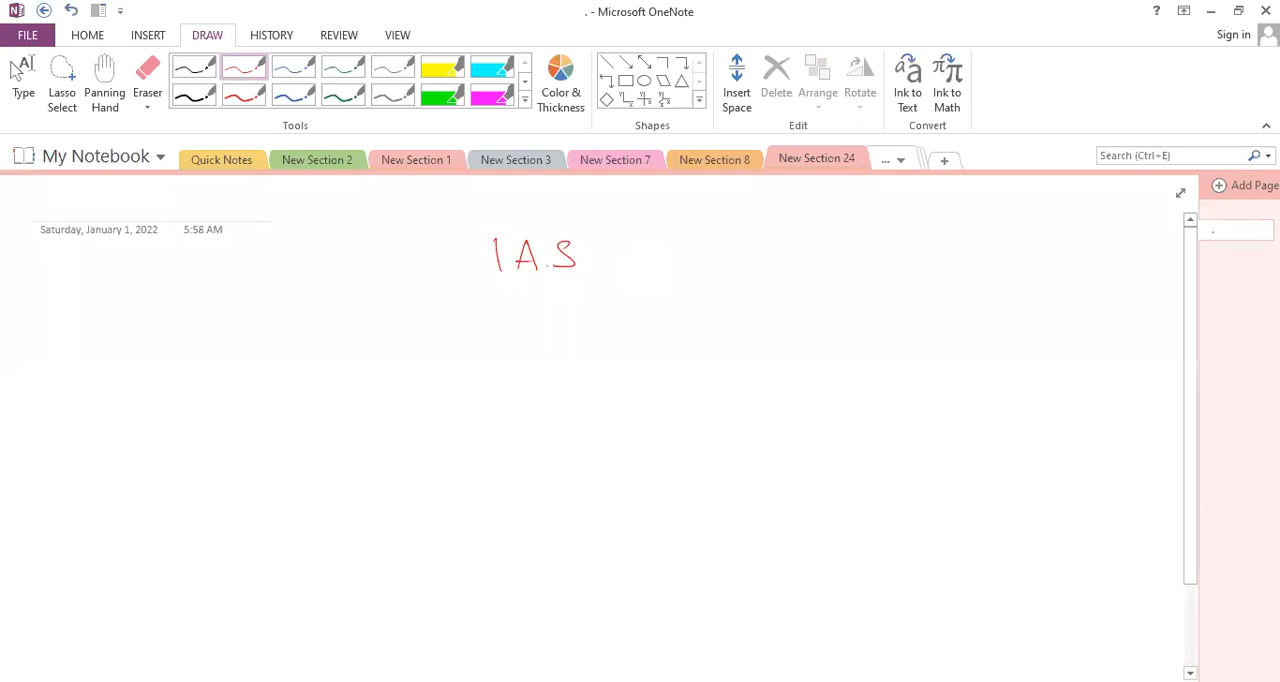 . - Microsoft OneNote
?
FILE HOME INSERT DRAW HISTORY REVIEW VIEW
Sign in
Type
Lasso Select
Panning Hand
Eraser
Color & Thickness
Insert Space
Delete
Arrange
Rotate
Ink to Text
Ink to Math
Tools Shapes Edit Convert
My Notebook Quick Notes New Section 2 New Section 1 New Section 3 New Section 7 New Section 8 New Section 24 ... +
Search (Ctrl+E)
Add Page
Saturday, January 1, 2022 5:58 AM
.
I A.S